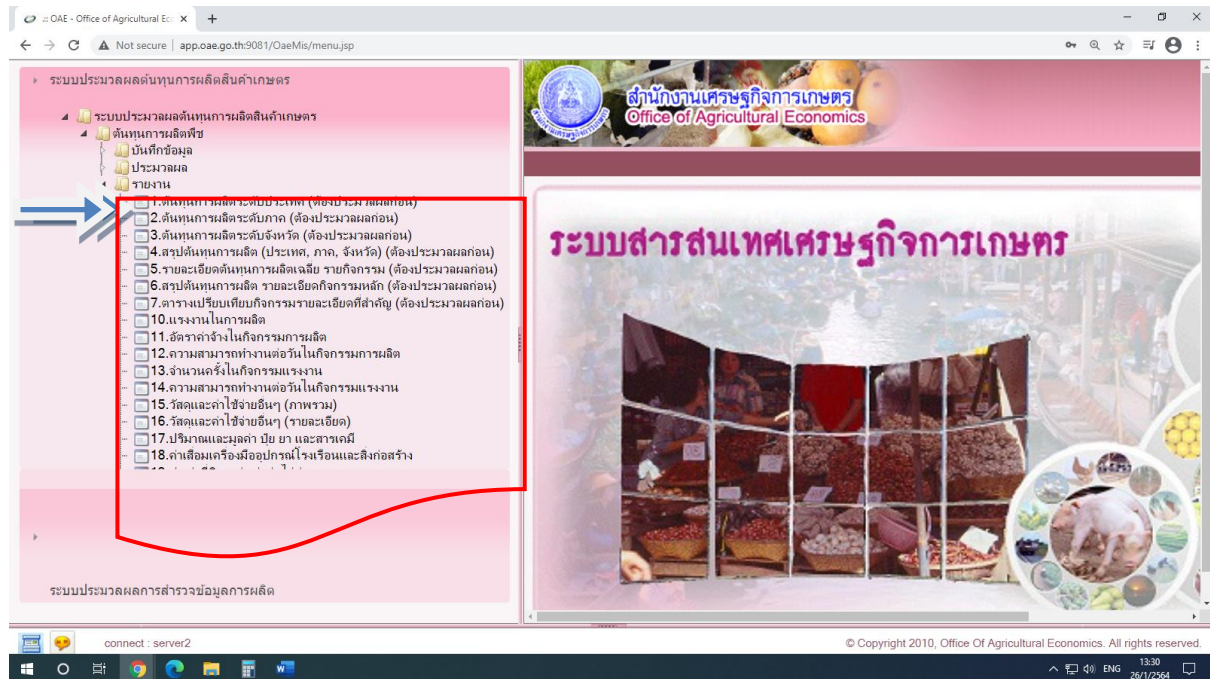 :: OAE - Office of Agricultural Ec
Not secure | app.oae.go.th:9081/OaeMis/menu.jsp
ระบบประมวลผลต้นทุนการผลิตสินค้าเกษตร
ระบบประมวลผลต้นทุนการผลิตสินค้าเกษตร
ต้นทุนการผลิตพืช
บันทึกข้อมูล
ประมวลผล
รายงาน
1.ต้นทุนการผลิตระดับประเทศ (ต้องประมวลผลก่อน)
2.ต้นทุนการผลิตระดับภาค (ต้องประมวลผลก่อน)
3.ต้นทุนการผลิตระดับจังหวัด (ต้องประมวลผลก่อน)
4.สรุปต้นทุนการผลิต (ประเทศ, ภาค, จังหวัด) (ต้องประมวลผลก่อน)
5.รายละเอียดต้นทุนการผลิตเฉลี่ย รายกิจกรรม (ต้องประมวลผลก่อน)
6.สรุปต้นทุนการผลิต รายละเอียดกิจกรรมหลัก (ต้องประมวลผลก่อน)
7.ตารางเปรียบเทียบกิจกรรมรายละเอียดที่สำคัญ (ต้องประมวลผลก่อน)
10.แรงงานในการผลิต
11.อัตราค่าจ้างในกิจกรรมการผลิต
12.ความสามารถทำงานต่อวันในกิจกรรมการผลิต
13.จำนวนครั้งในกิจกรรมแรงงาน
14.ความสามารถทำงานต่อวันในกิจกรรมแรงงาน
15.วัสดุและค่าใช้จ่ายอื่นๆ (ภาพรวม)
16.วัสดุและค่าใช้จ่ายอื่นๆ (รายละเอียด)
17.ปริมาณและมูลค่า ปุ๋ย ยา และสารเคมี
18.ค่าเสื่อมเครื่องมืออุปกรณ์โรงเรือนและสิ่งก่อสร้าง
ระบบประมวลผลการสำรวจข้อมูลการผลิต
สำนักงานเศรษฐกิจการเกษตร
Office of Agricultural Economics
ระบบสารสนเทศเศรษฐกิจการเกษตร
connect : server2
© Copyright 2010, Office Of Agricultural Economics. All rights reserved.
ENG
13:30
26/1/2564